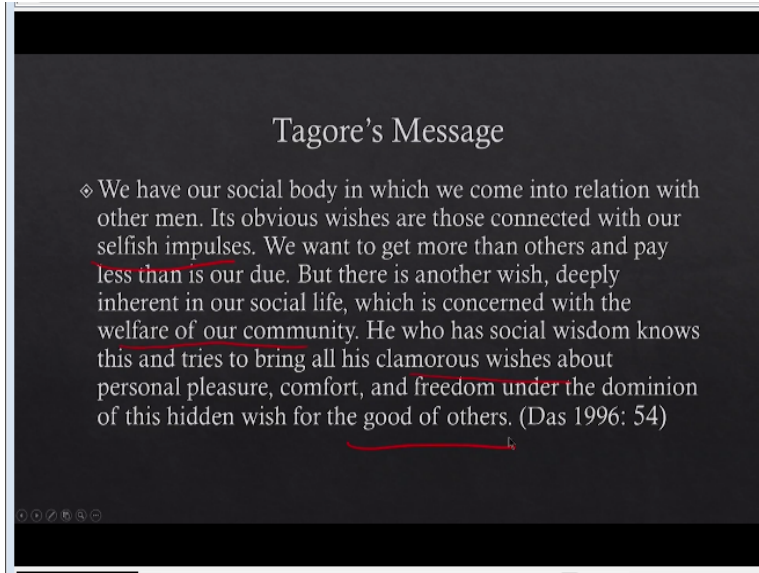 Tagore's Message
We have our social body in which we come into relation with
other men. Its obvious wishes are those connected with our
selfish impulses. We want to get more than others and pay
less than is our due. But there is another wish, deeply
inherent in our social life, which is concerned with the
welfare of our community. He who has social wisdom knows
this and tries to bring all his clamorous wishes about
personal pleasure, comfort, and freedom under the dominion
of this hidden wish for the good of others. (Das 1996: 54)